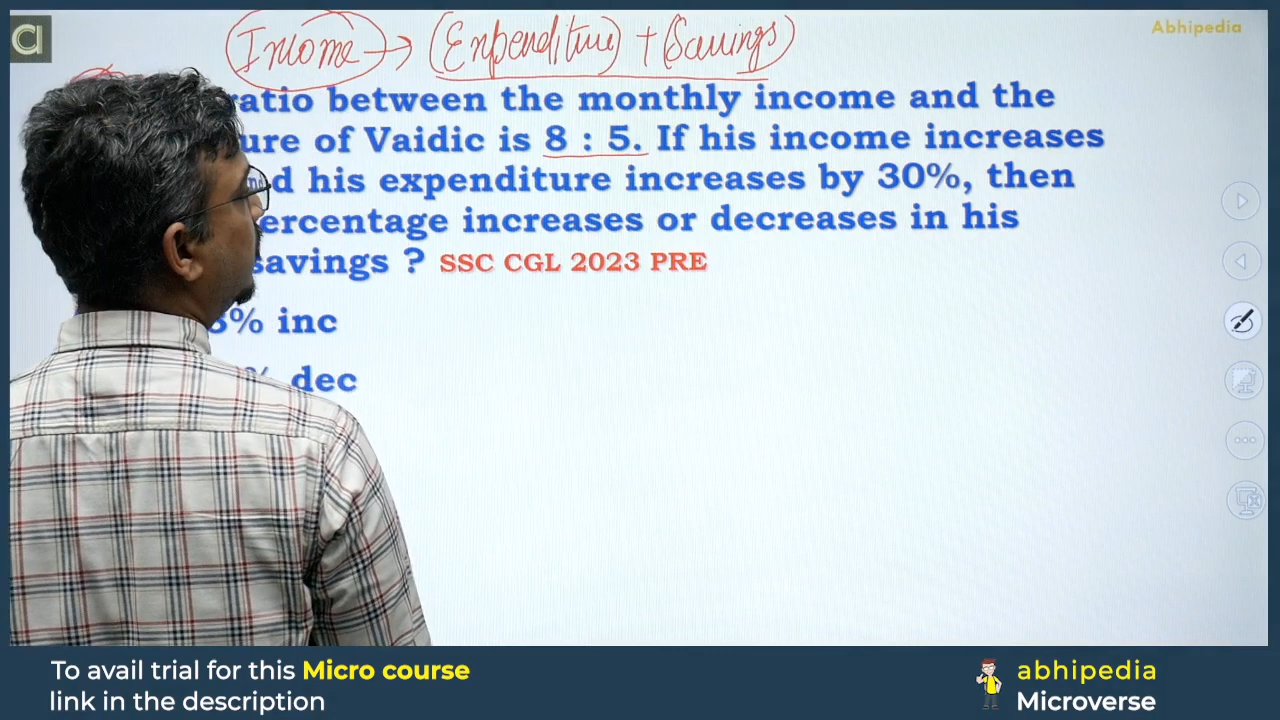 Income → (Expenditure) + (Savings)
Abhipedia
ratio between the monthly income and the
ure of Vaidic is 8 : 5. If his income increases
d his expenditure increases by 30%, then
ercentage increases or decreases in his
savings ? SSC CGL 2023 PRE
% inc
% dec
To avail trial for this Micro course
link in the description
abhipedia
Microverse